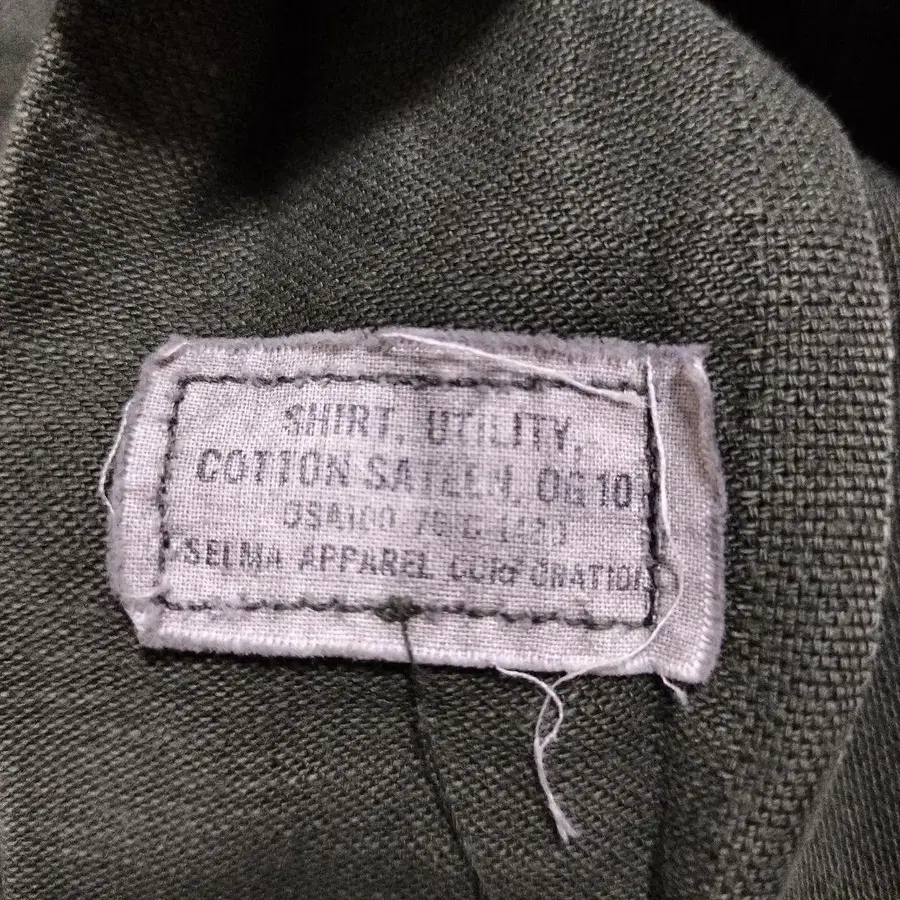 SHIRT, UTILITY,
COTTON SATEEN, OG 10
SELMA APPAREL CORPORATION